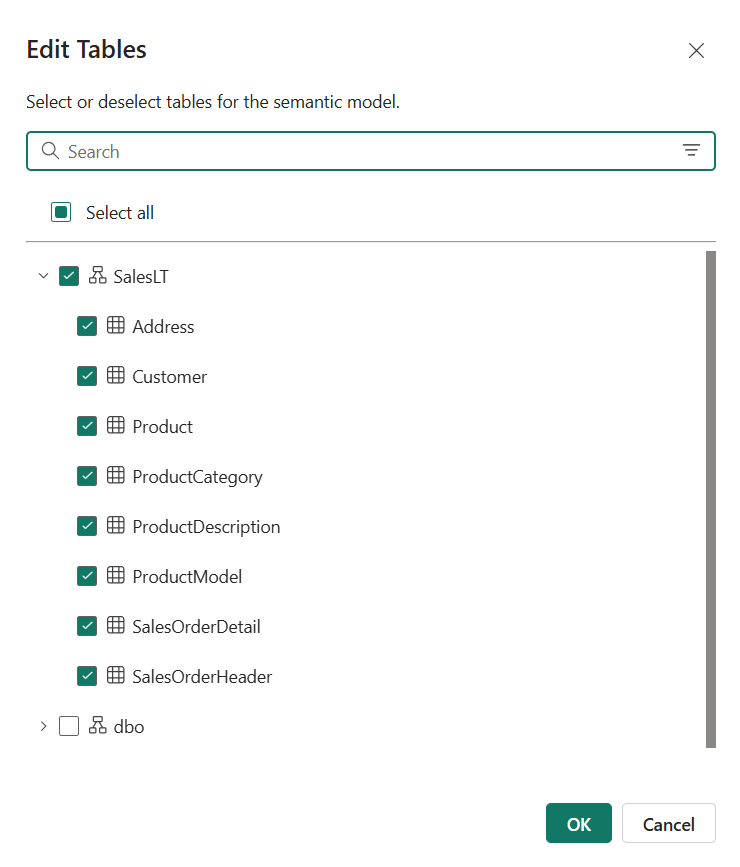 Edit Tables
Select or deselect tables for the semantic model.
Search
Select all
SalesLT
Address
Customer
Product
ProductCategory
ProductDescription
ProductModel
SalesOrderDetail
SalesOrderHeader
dbo
OK Cancel